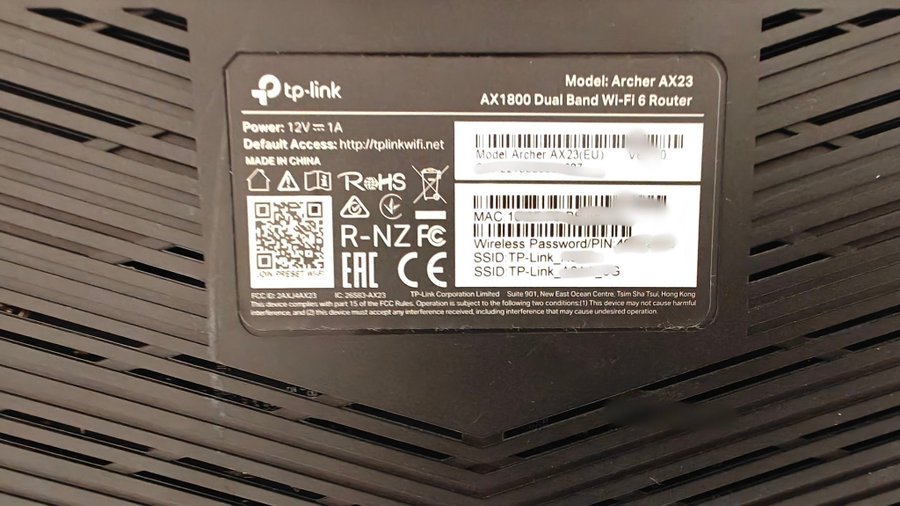 tp-link
Model: Archer AX23
AX1800 Dual Band Wi-Fi 6 Router
Power: 12V⎓1A
Default Access: http://tplinkwifi.net
MADE IN CHINA
RoHS
R-NZ FC
EAC CE
JOIN PRESET WI-FI
Model Archer AX23(EU)
MAC
Wireless Password/PIN
SSID TP-Link_
SSID TP-Link_
FCC ID: 2AXJ4AX23 IC: 26583-AX23 TP-Link Corporation Limited Suite 901, New East Ocean Centre, Tsim Sha Tsui, Hong Kong
This device complies with part 15 of the FCC Rules. Operation is subject to the following two conditions:(1) This device may not cause harmful
interference, and (2) this device must accept any interference received, including interference that may cause undesired operation.